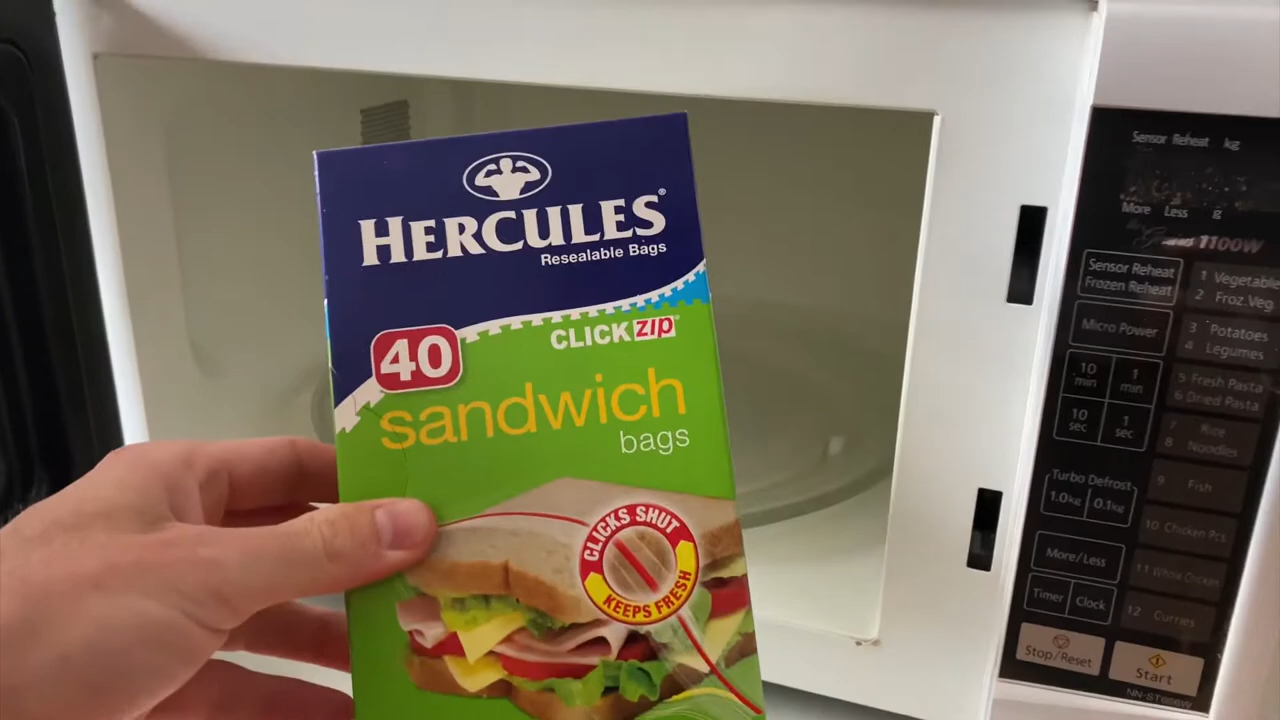 HERCULES®
Resealable Bags
40
CLICK zip
sandwich
bags
CLICKS SHUT
KEEPS FRESH
Sensor Reheat kg
More Less g
1100W
Sensor Reheat
Frozen Reheat
Micro Power
10 min
1 min
10 sec
1 sec
Turbo Defrost
1.0kg 0.1kg
More/Less
Timer Clock
Stop/Reset
Start
1 Vegetable
2 Froz.Veg
3 Potatoes
4 Legumes
5 Fresh Pasta
6 Dried Pasta
7 Rice
8 Noodles
9 Fish
10 Chicken Pcs
11 Whole Chicken
12 Curries